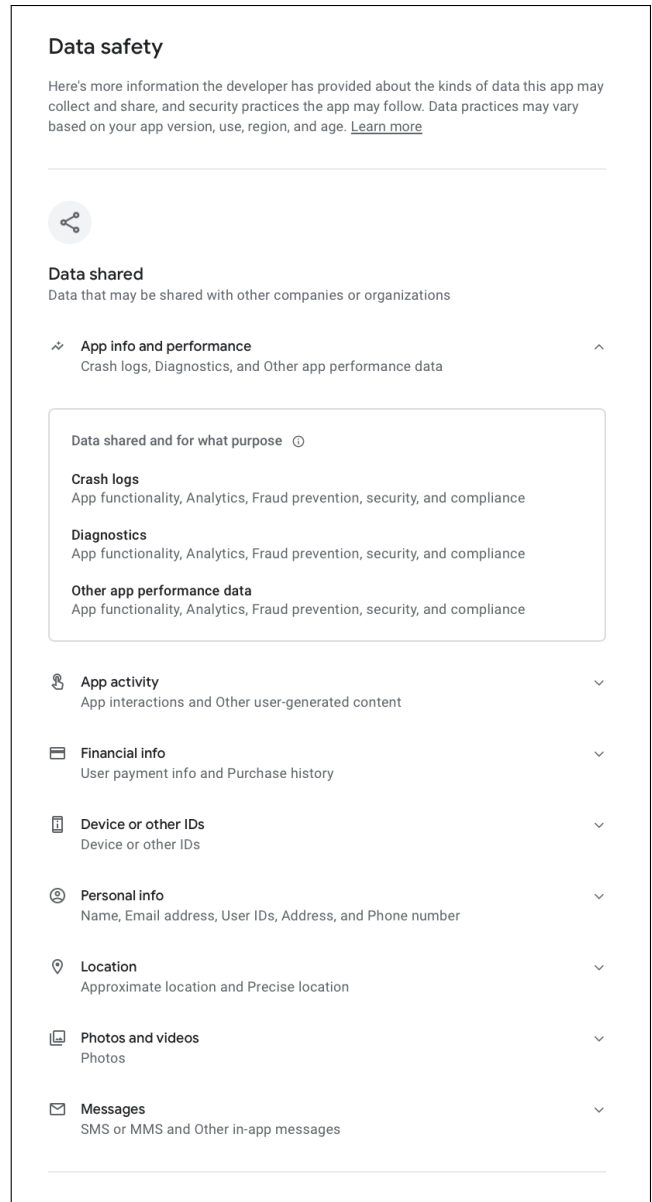 Data safety
Here's more information the developer has provided about the kinds of data this app may
collect and share, and security practices the app may follow. Data practices may vary
based on your app version, use, region, and age. Learn more
Data shared
Data that may be shared with other companies or organizations
App info and performance
Crash logs, Diagnostics, and Other app performance data
Data shared and for what purpose
Crash logs
App functionality, Analytics, Fraud prevention, security, and compliance
Diagnostics
App functionality, Analytics, Fraud prevention, security, and compliance
Other app performance data
App functionality, Analytics, Fraud prevention, security, and compliance
App activity
App interactions and Other user-generated content
Financial info
User payment info and Purchase history
Device or other IDs
Device or other IDs
Personal info
Name, Email address, User IDs, Address, and Phone number
Location
Approximate location and Precise location
Photos and videos
Photos
Messages
SMS or MMS and Other in-app messages